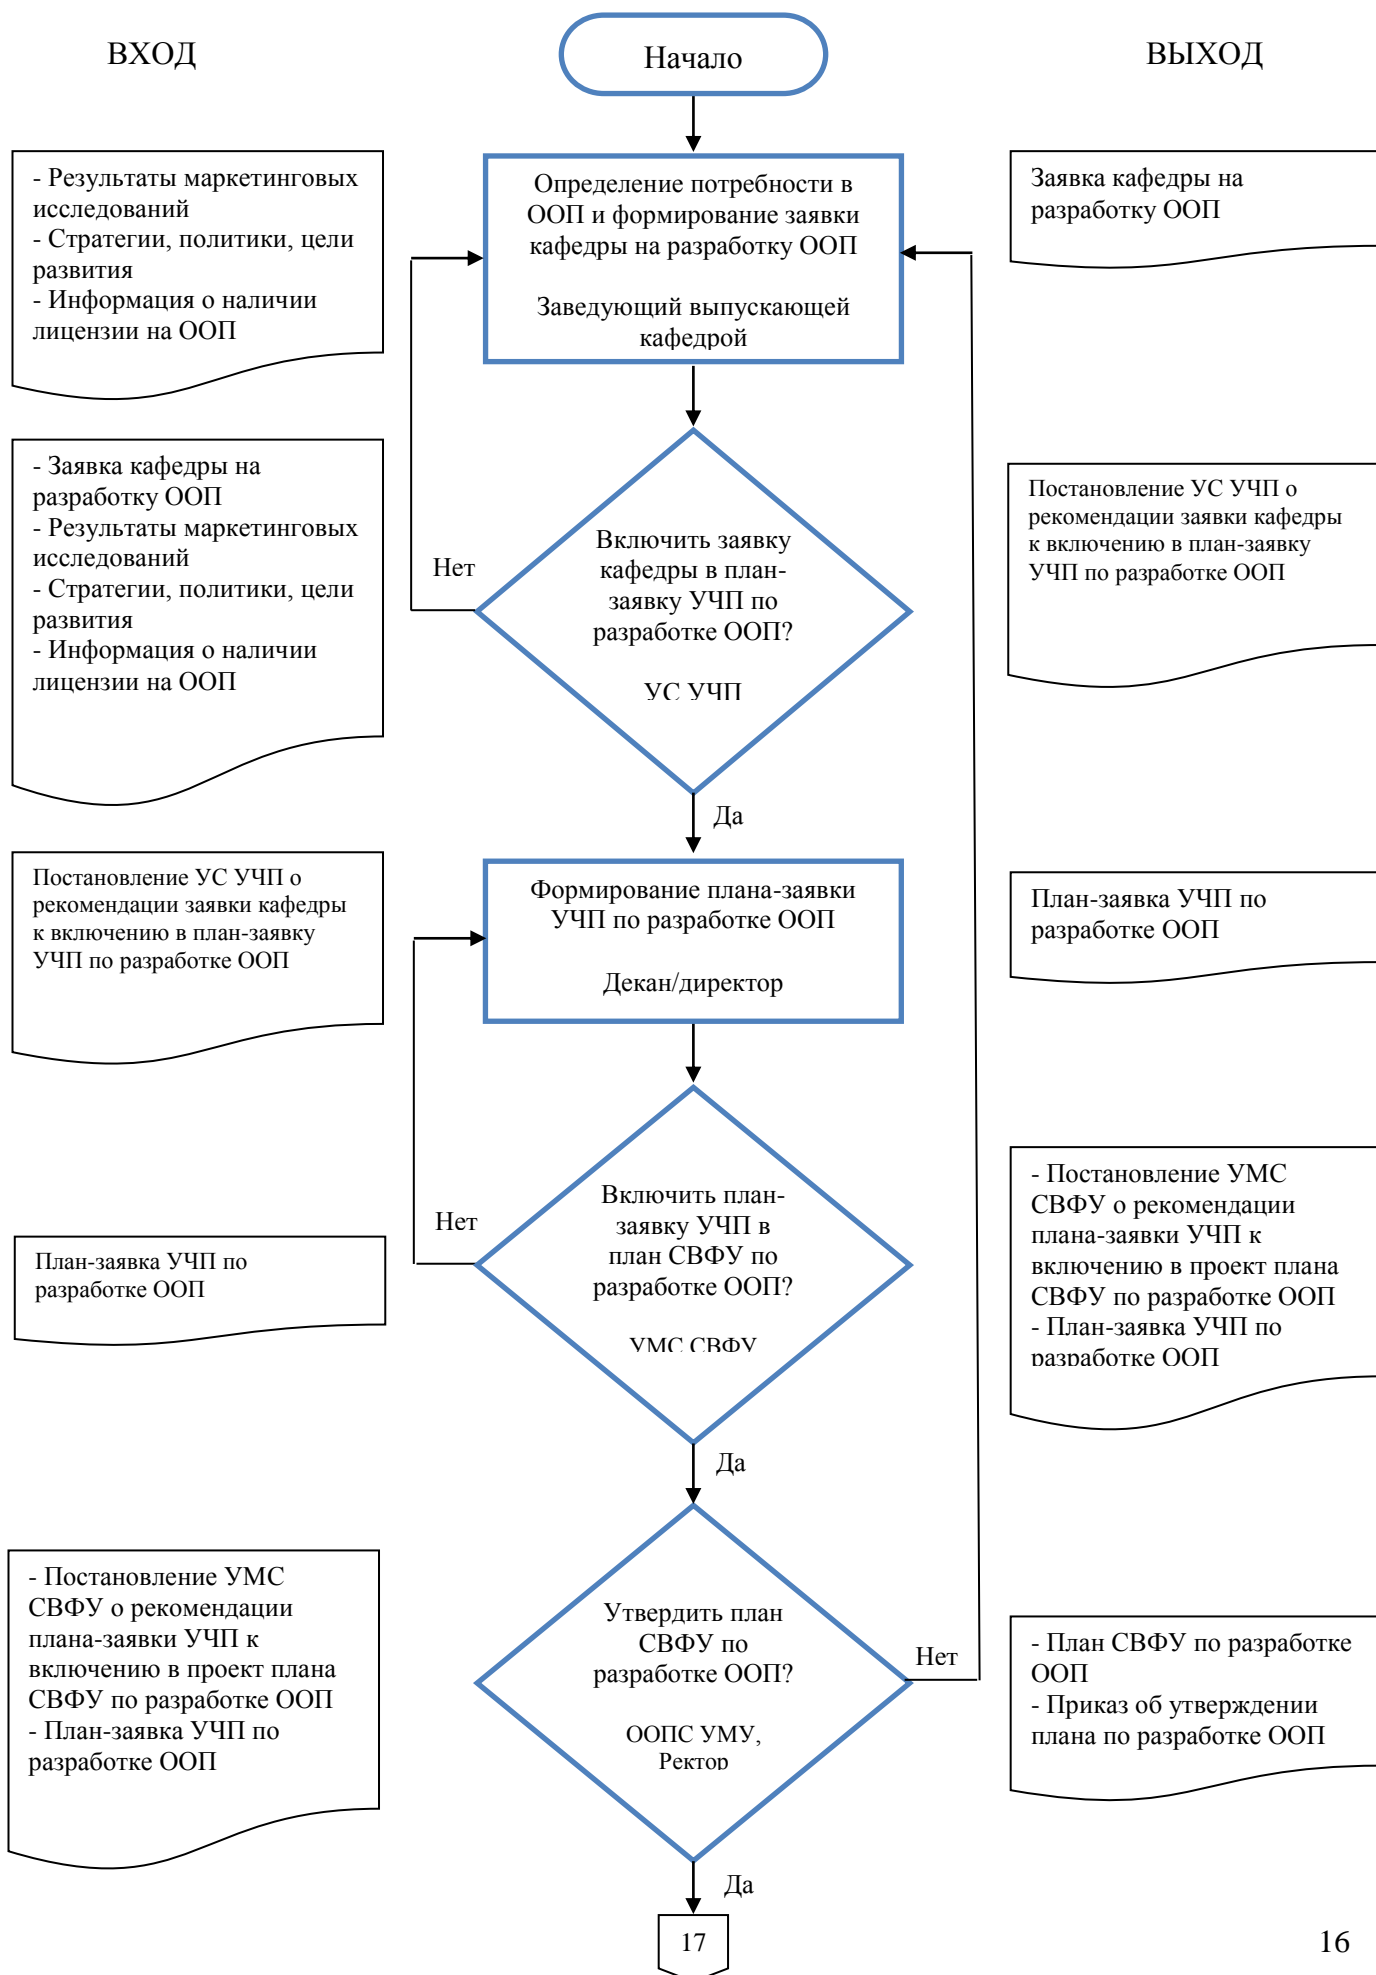 ВХОД
Начало
ВЫХОД
- Результаты маркетинговых
исследований
- Стратегии, политики, цели
развития
- Информация о наличии
лицензии на ООП
Определение потребности в
ООП и формирование заявки
кафедры на разработку ООП
Заведующий выпускающей
кафедрой
Заявка кафедры на
разработку ООП
- Заявка кафедры на
разработку ООП
- Результаты маркетинговых
исследований
- Стратегии, политики, цели
развития
- Информация о наличии
лицензии на ООП
Нет
Включить заявку
кафедры в план-
заявку УЧП по
разработке ООП?
УС УЧП
Постановление УС УЧП о
рекомендации заявки кафедры
к включению в план-заявку
УЧП по разработке ООП
Да
Постановление УС УЧП о
рекомендации заявки кафедры
к включению в план-заявку
УЧП по разработке ООП
Формирование плана-заявки
УЧП по разработке ООП
Декан/директор
План-заявка УЧП по
разработке ООП
План-заявка УЧП по
разработке ООП
Нет
Включить план-
заявку УЧП в
план СВФУ по
разработке ООП?
УМС СВФУ
- Постановление УМС
СВФУ о рекомендации
плана-заявки УЧП к
включению в проект плана
СВФУ по разработке ООП
- План-заявка УЧП по
разработке ООП
Да
- Постановление УМС
СВФУ о рекомендации
плана-заявки УЧП к
включению в проект плана
СВФУ по разработке ООП
- План-заявка УЧП по
разработке ООП
Утвердить план
СВФУ по
разработке ООП?
ООПС УМУ,
Ректор
Нет
- План СВФУ по разработке
ООП
- Приказ об утверждении
плана по разработке ООП
Да
17
16